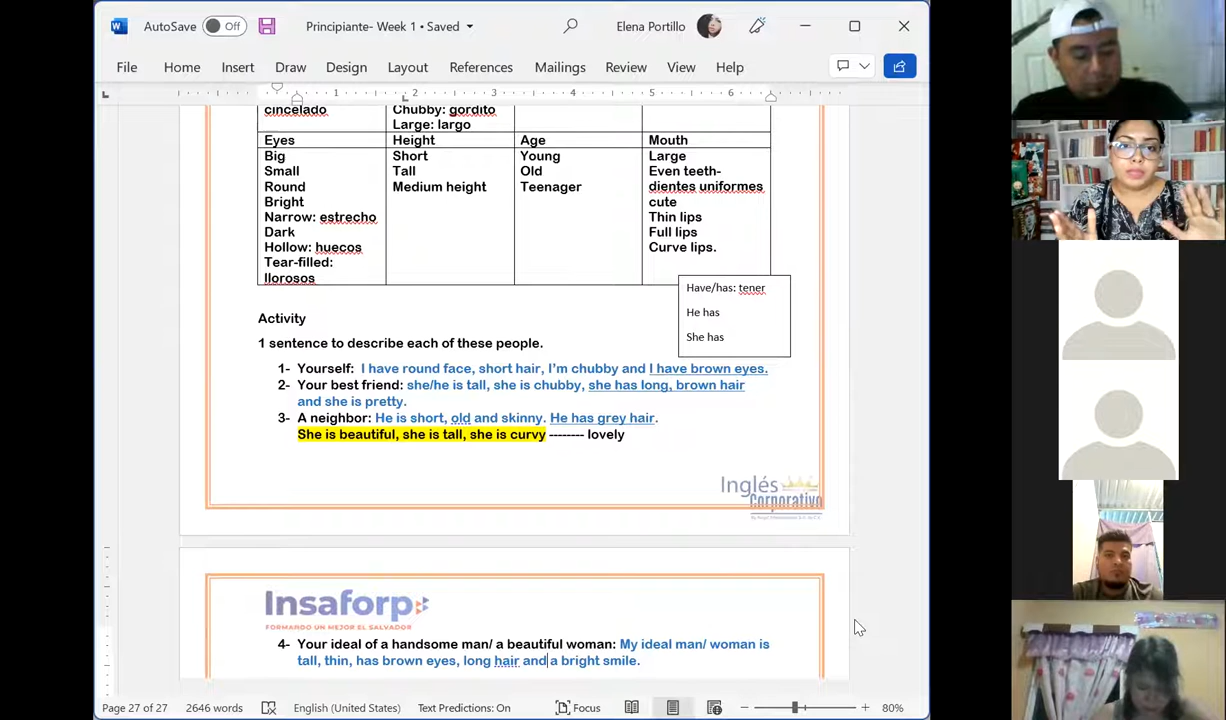 AutoSave Off Principiante- Week 1 • Saved Elena Portillo
File Home Insert Draw Design Layout References Mailings Review View Help
1 2 3 4 5 6
cincelado Chubby: gordito
Large: largo
Eyes Height Age Mouth
Big Short Young Large
Small Tall Old Even teeth-
Round Medium height Teenager dientes uniformes
Bright cute
Narrow: estrecho Thin lips
Dark Full lips
Hollow: huecos Curve lips.
Tear-filled:
llorosos
Have/has: tener
He has
She has
Activity
1 sentence to describe each of these people.
1- Yourself: I have round face, short hair, I'm chubby and I have brown eyes.
2- Your best friend: she/he is tall, she is chubby, she has long, brown hair
and she is pretty.
3- A neighbor: He is short, old and skinny. He has grey hair.
She is beautiful, she is tall, she is curvy -------- lovely
Inglés
Corporativo
Insaforp
FORMANDO UN MEJOR EL SALVADOR
4- Your ideal of a handsome man/ a beautiful woman: My ideal man/ woman is
tall, thin, has brown eyes, long hair and a bright smile.
Page 27 of 27 2646 words English (United States) Text Predictions: On Focus 80%